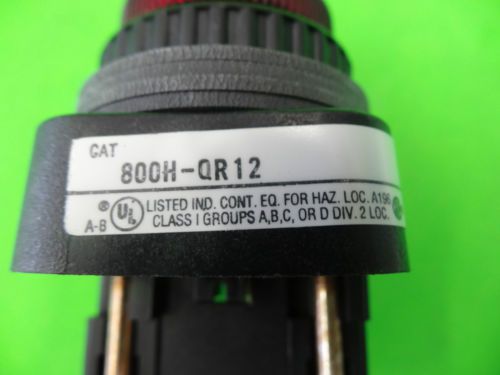 CAT
800H-QR12
® A-B UL ® LISTED IND. CONT. EQ. FOR HAZ. LOC. A196
CLASS I GROUPS A,B,C, OR D DIV. 2 LOC.